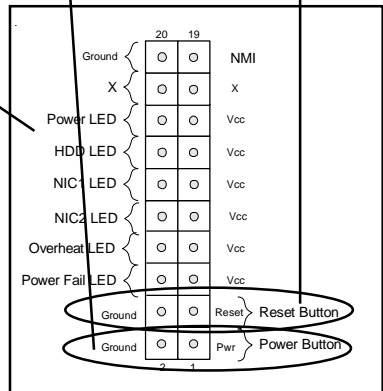 20 19
Ground NMI
X X
Power LED Vcc
HDD LED Vcc
NIC1 LED Vcc
NIC2 LED Vcc
Overheat LED Vcc
Power Fail LED Vcc
Ground Reset Reset Button
Ground Pwr Power Button
2 1